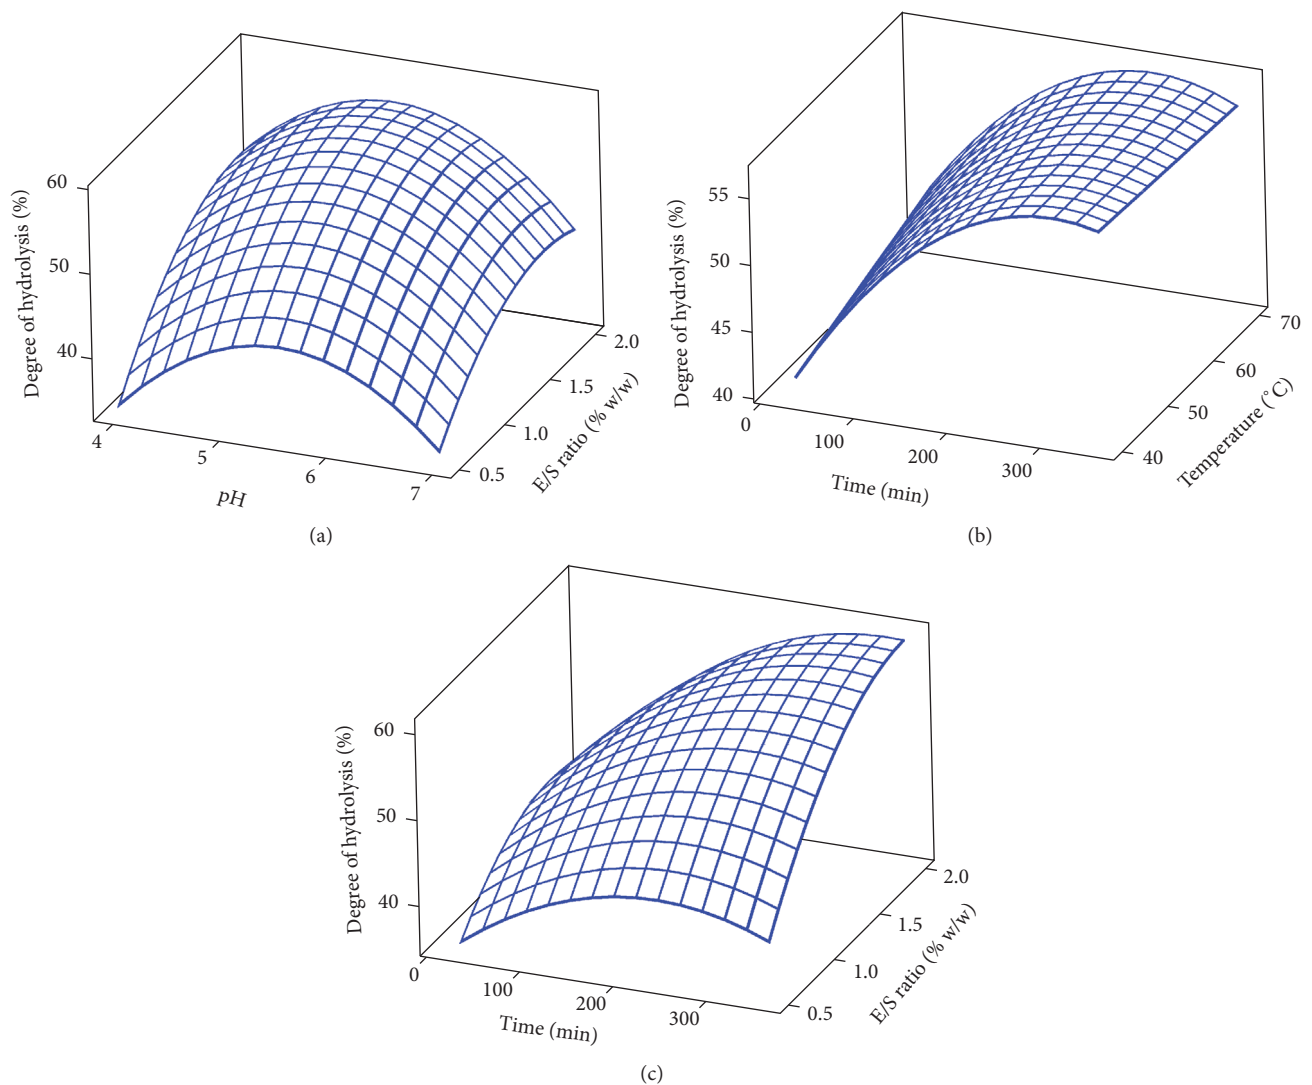 60
50
40
Degree of hydrolysis (%)
4
5
6
7
pH
0.5
1.0
1.5
2.0
E/S ratio (% w/w)
(a)
55
50
45
40
Degree of hydrolysis (%)
0
100
200
300
Time (min)
40
50
60
70
Temperature (°C)
(b)
60
50
40
Degree of hydrolysis (%)
0
100
200
300
Time (min)
0.5
1.0
1.5
2.0
E/S ratio (% w/w)
(c)